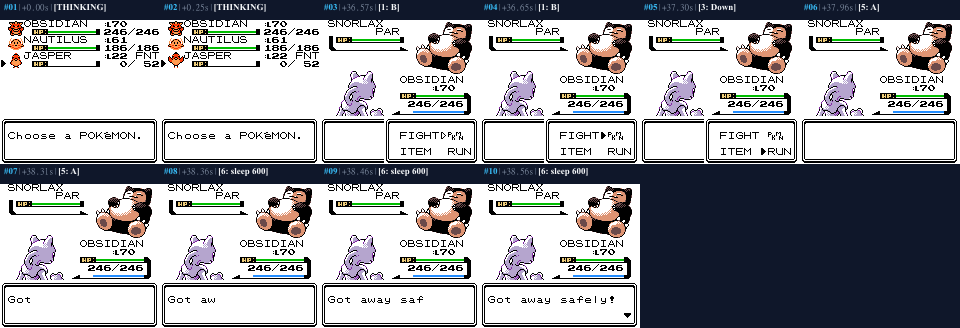 #01|+0.00s|[THINKING]
OBSIDIAN :L70
HP: 246/246
NAUTILUS :L61
HP: 186/186
JASPER :L22 FNT
HP: 0/ 52
Choose a POKéMON.
#02|+0.25s|[THINKING]
OBSIDIAN :L70
HP: 246/246
NAUTILUS :L61
HP: 186/186
JASPER :L22 FNT
HP: 0/ 52
Choose a POKéMON.
#03|+36.57s|[1: B]
SNORLAX
PAR
HP:
OBSIDIAN
:L70
HP:
246/246
FIGHT PKMN
ITEM RUN
#04|+36.65s|[1: B]
SNORLAX
PAR
HP:
OBSIDIAN
:L70
HP:
246/246
FIGHT PKMN
ITEM RUN
#05|+37.30s|[3: Down]
SNORLAX
PAR
HP:
OBSIDIAN
:L70
HP:
246/246
FIGHT PKMN
ITEM RUN
#06|+37.96s|[5: A]
SNORLAX
PAR
HP:
OBSIDIAN
:L70
HP:
246/246
#07|+38.31s|[5: A]
SNORLAX
PAR
HP:
OBSIDIAN
:L70
HP:
246/246
Got
#08|+38.36s|[6: sleep 600]
SNORLAX
PAR
HP:
OBSIDIAN
:L70
HP:
246/246
Got aw
#09|+38.46s|[6: sleep 600]
SNORLAX
PAR
HP:
OBSIDIAN
:L70
HP:
246/246
Got away saf
#10|+38.56s|[6: sleep 600]
SNORLAX
PAR
HP:
OBSIDIAN
:L70
HP:
246/246
Got away safely!